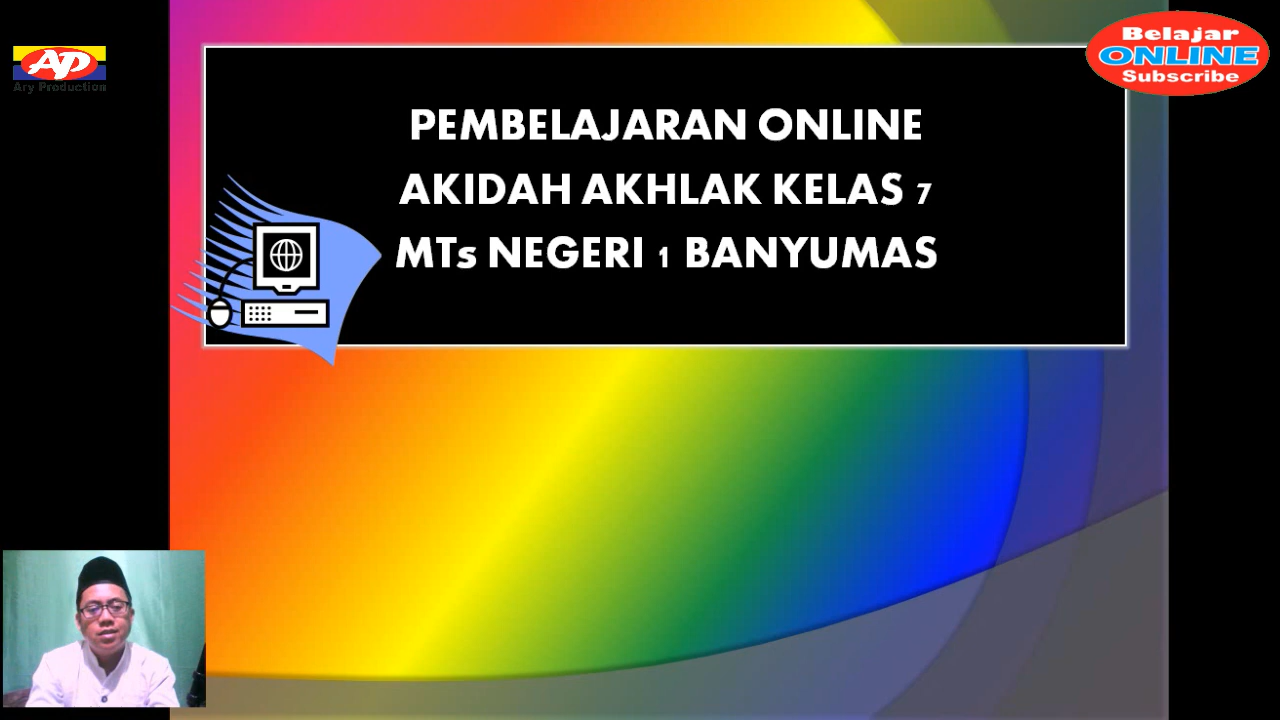 AP
Ary Production
Belajar
ONLINE
Subscribe
PEMBELAJARAN ONLINE
AKIDAH AKHLAK KELAS 7
MTs NEGERI 1 BANYUMAS